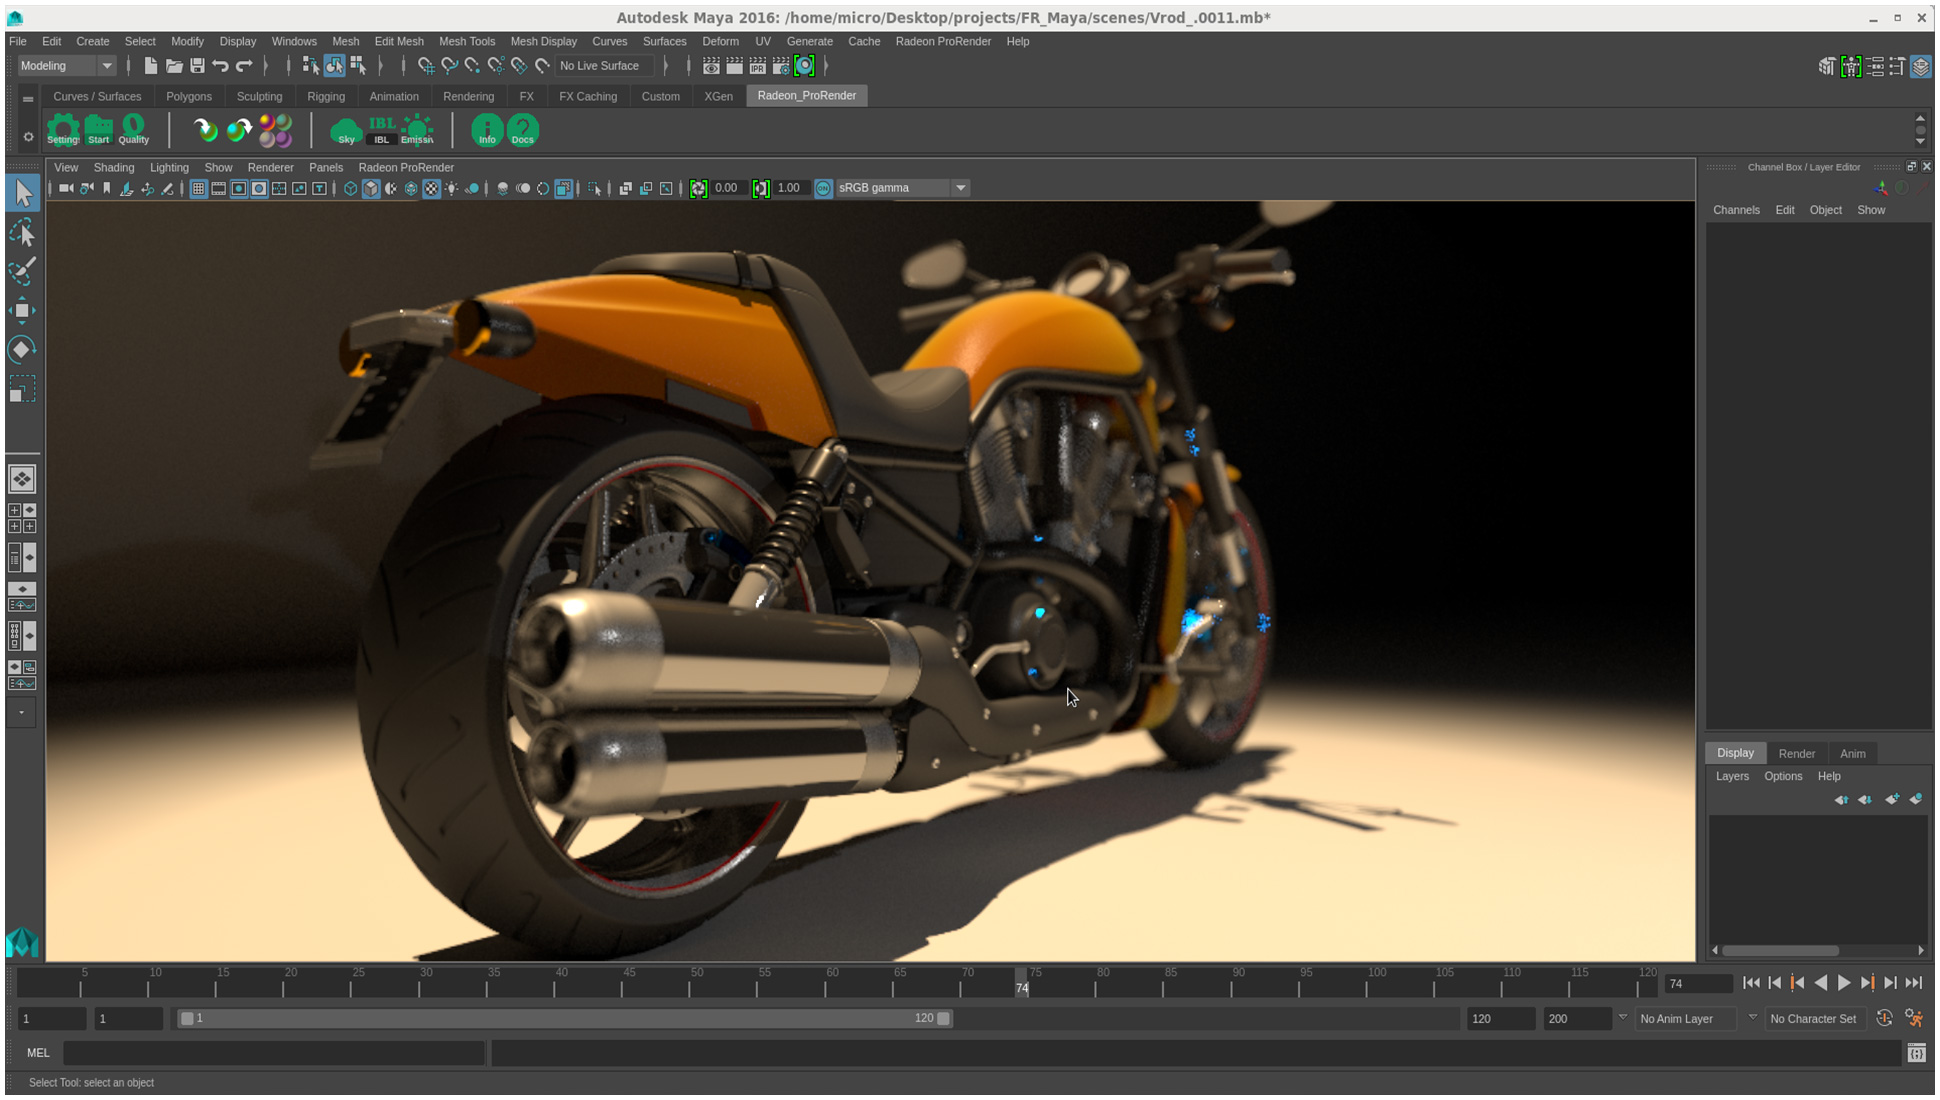 Autodesk Maya 2016: /home/micro/Desktop/projects/FR_Maya/scenes/Vrod_.0011.mb*
File Edit Create Select Modify Display Windows Mesh Edit Mesh Mesh Tools Mesh Display Curves Surfaces Deform UV Generate Cache Radeon ProRender Help
Modeling No Live Surface IPR
Curves / Surfaces Polygons Sculpting Rigging Animation Rendering FX FX Caching Custom XGen Radeon_ProRender
IBL
Setting Start Quality Sky IBL Emissi Info Docs
View Shading Lighting Show Renderer Panels Radeon ProRender
Channel Box / Layer Editor
0.00 1.00 ON sRGB gamma
Channels Edit Object Show
Display Render Anim
Layers Options Help
5 10 15 20 25 30 35 40 45 50 55 60 65 70 75 80 85 90 95 100 105 110 115 120
74 74
1 1 1 120 120 200 No Anim Layer No Character Set
MEL
Select Tool: select an object